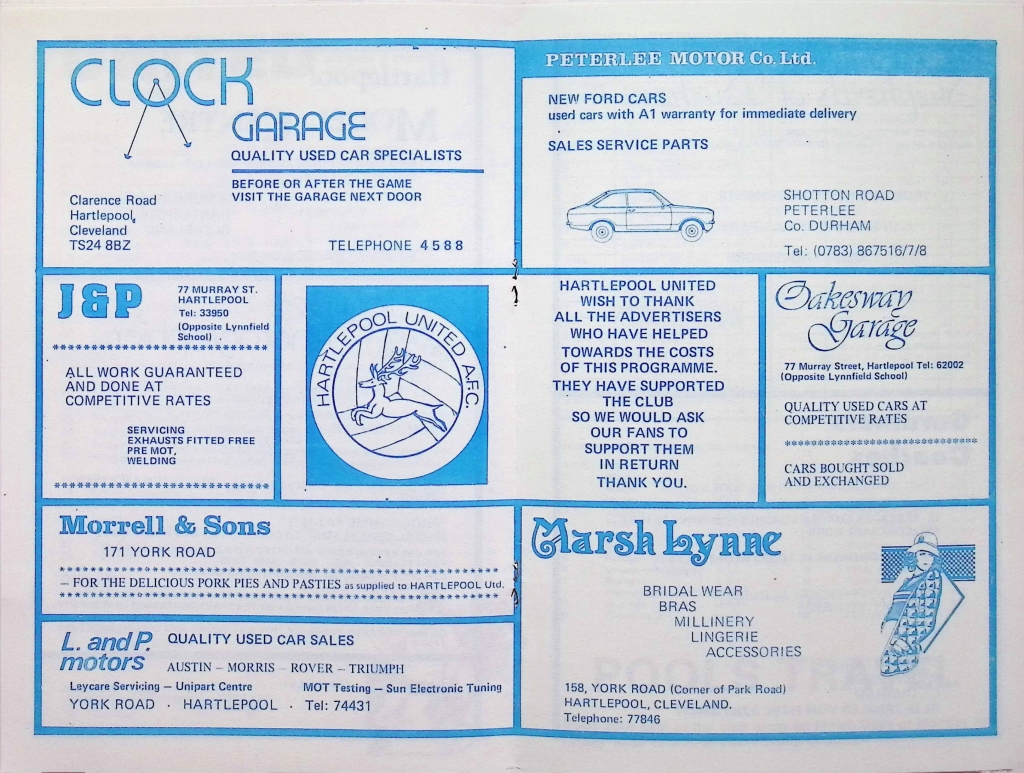 CLOCK
GARAGE
QUALITY USED CAR SPECIALISTS
BEFORE OR AFTER THE GAME
VISIT THE GARAGE NEXT DOOR
Clarence Road
Hartlepool,
Cleveland
TS24 8BZ
TELEPHONE 4588
PETERLEE MOTOR Co. Ltd.
NEW FORD CARS
used cars with A1 warranty for immediate delivery
SALES SERVICE PARTS
SHOTTON ROAD
PETERLEE
Co. DURHAM
Tel: (0783) 867516/7/8
J&P
77 MURRAY ST.
HARTLEPOOL
Tel: 33950
(Opposite Lynnfield
School) .
ALL WORK GUARANTEED
AND DONE AT
COMPETITIVE RATES
SERVICING
EXHAUSTS FITTED FREE
PRE MOT,
WELDING
HARTLEPOOL UNITED A.F.C.
HARTLEPOOL UNITED
WISH TO THANK
ALL THE ADVERTISERS
WHO HAVE HELPED
TOWARDS THE COSTS
OF THIS PROGRAMME.
THEY HAVE SUPPORTED
THE CLUB
SO WE WOULD ASK
OUR FANS TO
SUPPORT THEM
IN RETURN
THANK YOU.
Oakesway
Garage
77 Murray Street, Hartlepool Tel: 62002
(Opposite Lynnfield School)
QUALITY USED CARS AT
COMPETITIVE RATES
CARS BOUGHT SOLD
AND EXCHANGED
Morrell & Sons
171 YORK ROAD
– FOR THE DELICIOUS PORK PIES AND PASTIES as supplied to HARTLEPOOL Utd.
L. and P.
motors
QUALITY USED CAR SALES
AUSTIN – MORRIS – ROVER – TRIUMPH
Leycare Servicing – Unipart Centre
MOT Testing – Sun Electronic Tuning
YORK ROAD · HARTLEPOOL · Tel: 74431
Marsh Lynne
BRIDAL WEAR
BRAS
MILLINERY
LINGERIE
ACCESSORIES
158, YORK ROAD (Corner of Park Road)
HARTLEPOOL, CLEVELAND.
Telephone: 77846